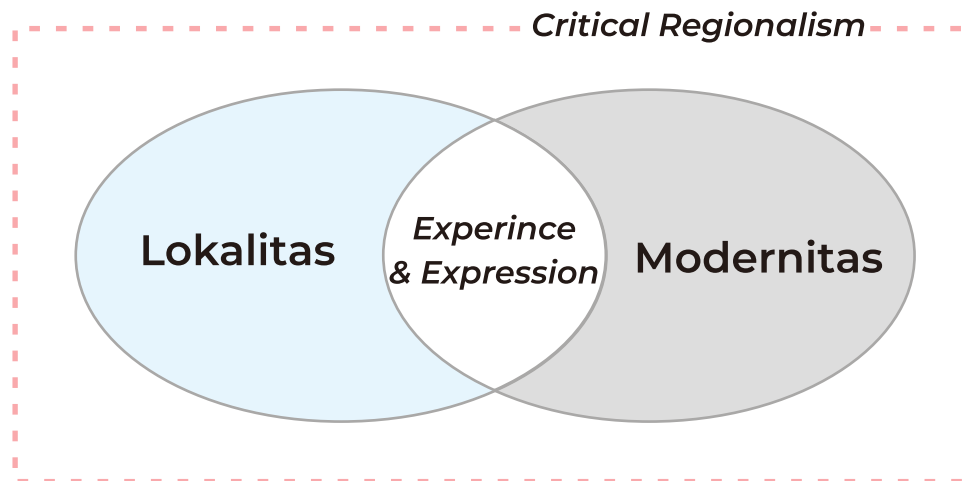 Critical Regionalism
Lokalitas
Experince
& Expression
Modernitas